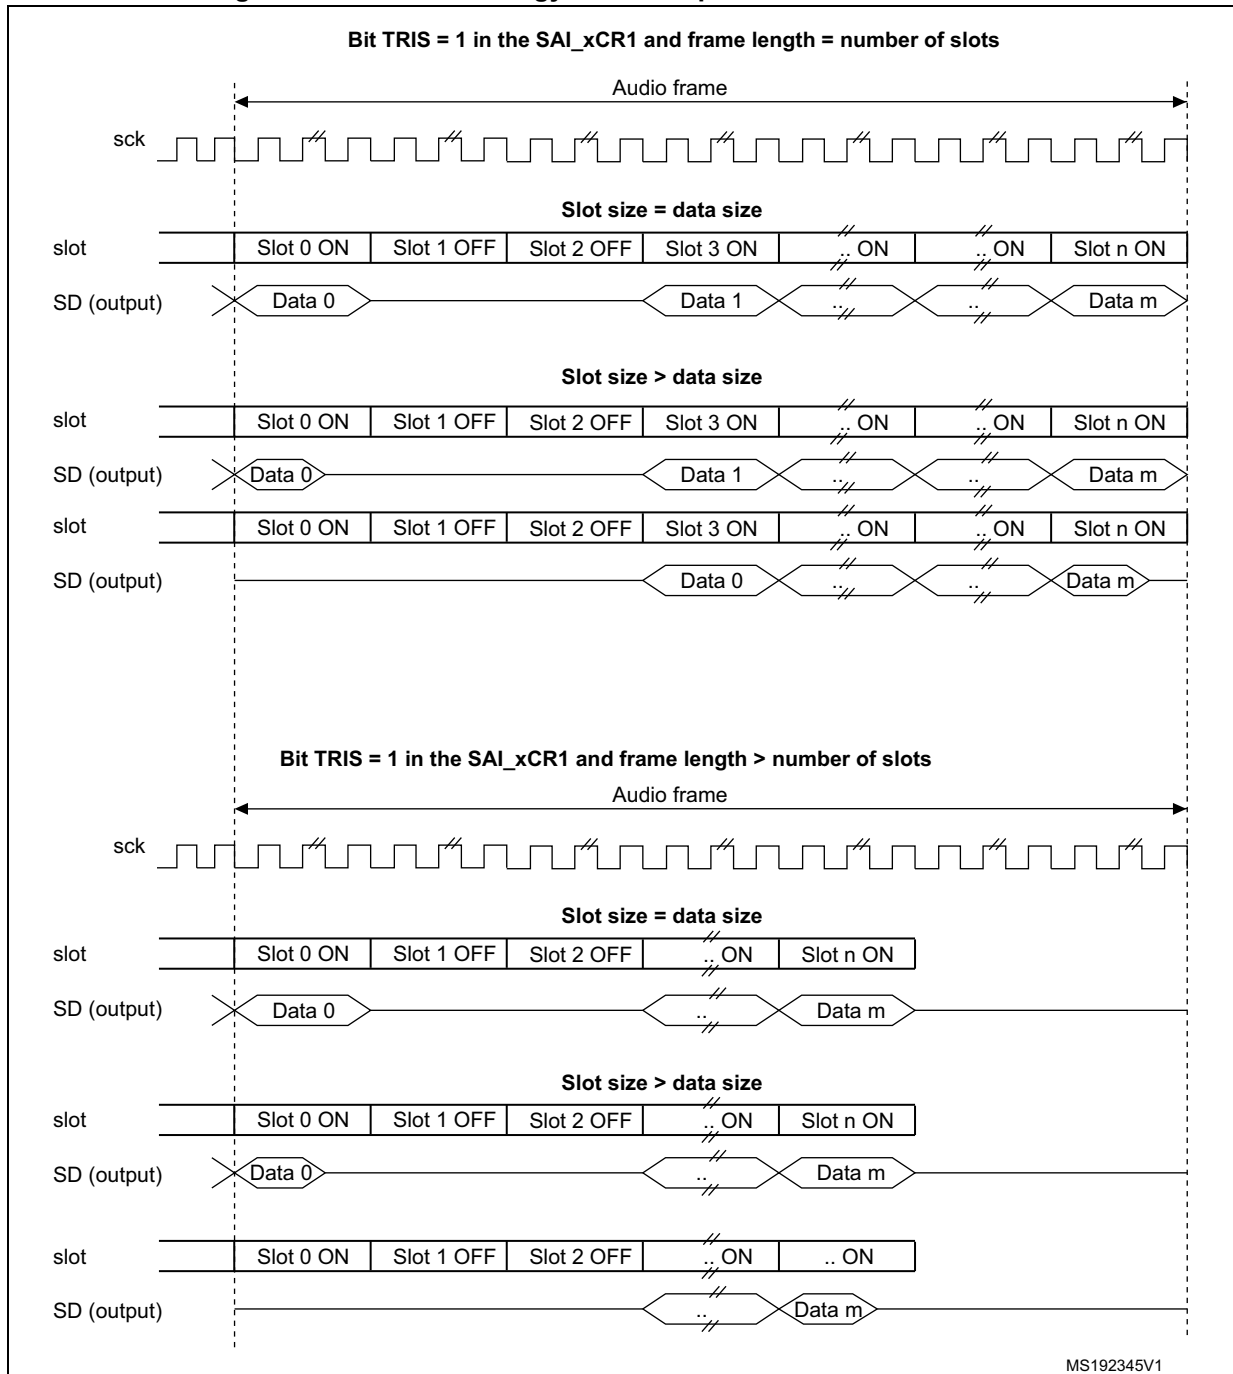 Bit TRIS = 1 in the SAI_xCR1 and frame length = number of slots
Audio frame
sck
Slot size = data size
slot Slot 0 ON Slot 1 OFF Slot 2 OFF Slot 3 ON .. ON .. ON Slot n ON
SD (output) Data 0 Data 1 .. .. Data m
Slot size > data size
slot Slot 0 ON Slot 1 OFF Slot 2 OFF Slot 3 ON .. ON .. ON Slot n ON
SD (output) Data 0 Data 1 .. .. Data m
slot Slot 0 ON Slot 1 OFF Slot 2 OFF Slot 3 ON .. ON .. ON Slot n ON
SD (output) Data 0 .. .. Data m
Bit TRIS = 1 in the SAI_xCR1 and frame length > number of slots
Audio frame
sck
Slot size = data size
slot Slot 0 ON Slot 1 OFF Slot 2 OFF .. ON Slot n ON
SD (output) Data 0 .. Data m
Slot size > data size
slot Slot 0 ON Slot 1 OFF Slot 2 OFF .. ON Slot n ON
SD (output) Data 0 .. Data m
slot Slot 0 ON Slot 1 OFF Slot 2 OFF .. ON .. ON
SD (output) .. Data m
MS192345V1